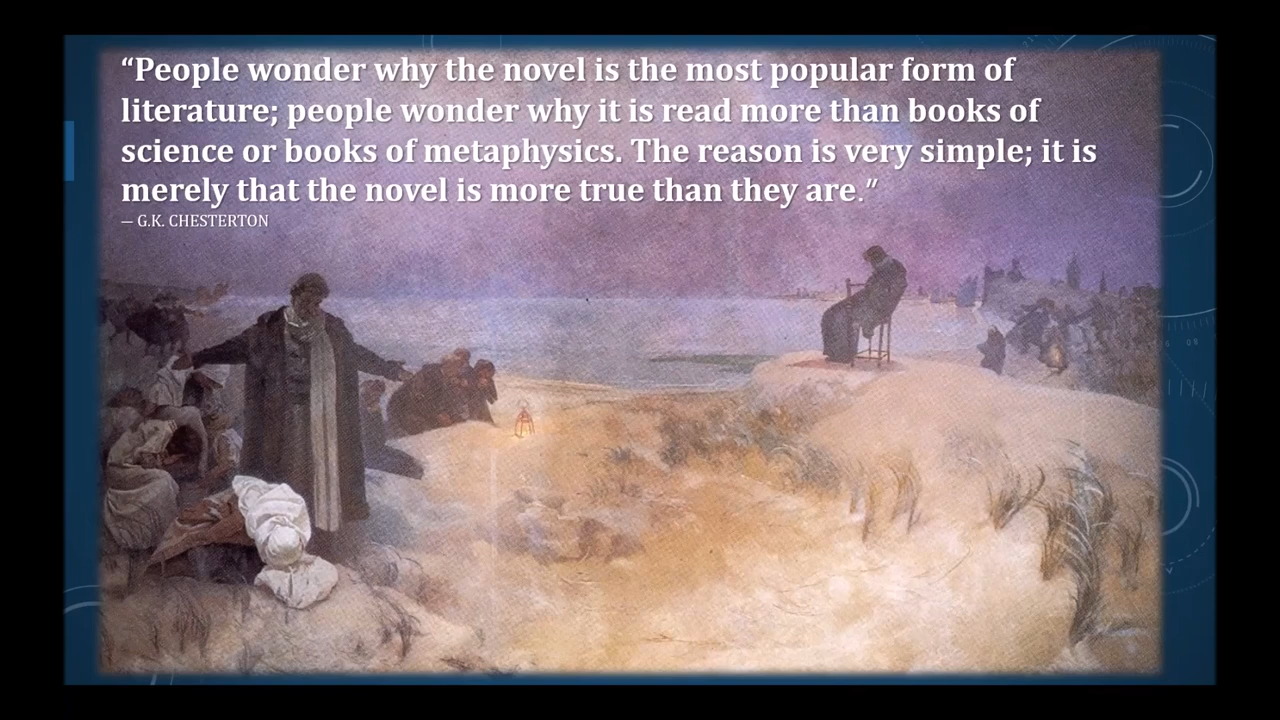 “People wonder why the novel is the most popular form of
literature; people wonder why it is read more than books of
science or books of metaphysics. The reason is very simple; it is
merely that the novel is more true than they are.”
— G.K. CHESTERTON